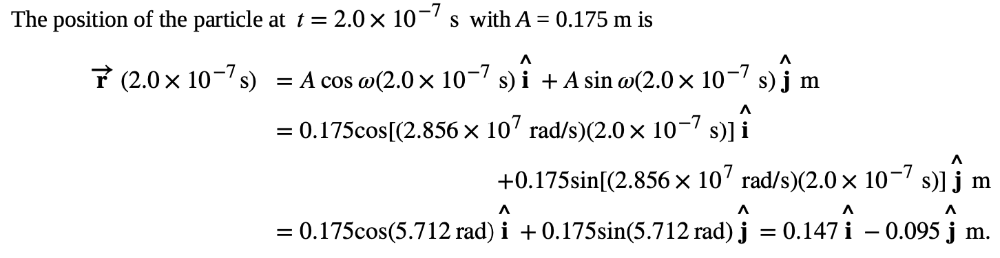 The position of the particle at t = 2.0 × 10⁻⁷ s with A = 0.175 m is
r⃗ (2.0 × 10⁻⁷ s) = A cos ω(2.0 × 10⁻⁷ s) î + A sin ω(2.0 × 10⁻⁷ s) ĵ m
= 0.175cos[(2.856 × 10⁷ rad/s)(2.0 × 10⁻⁷ s)] î
+0.175sin[(2.856 × 10⁷ rad/s)(2.0 × 10⁻⁷ s)] ĵ m
= 0.175cos(5.712 rad) î + 0.175sin(5.712 rad) ĵ = 0.147 î − 0.095 ĵ m.